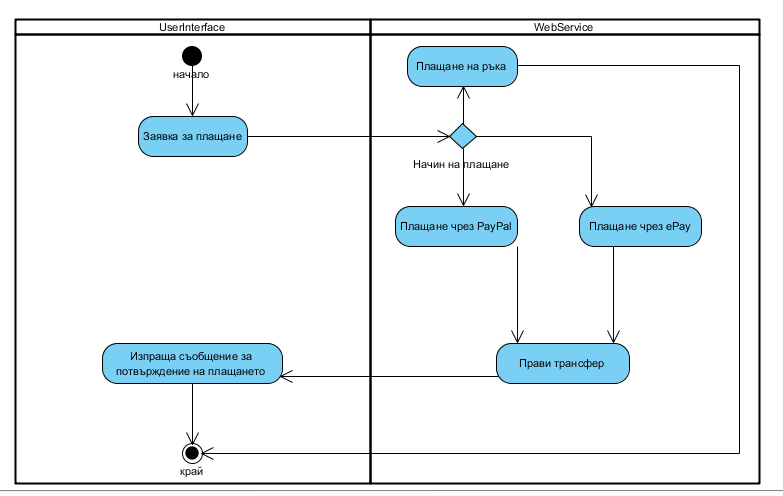 UserInterface
WebService
начало
Плащане на ръка
Заявка за плащане
Начин на плащане
Плащане чрез PayPal
Плащане чрез ePay
Изпраща съобщение за
потвърждение на плащането
Прави трансфер
край